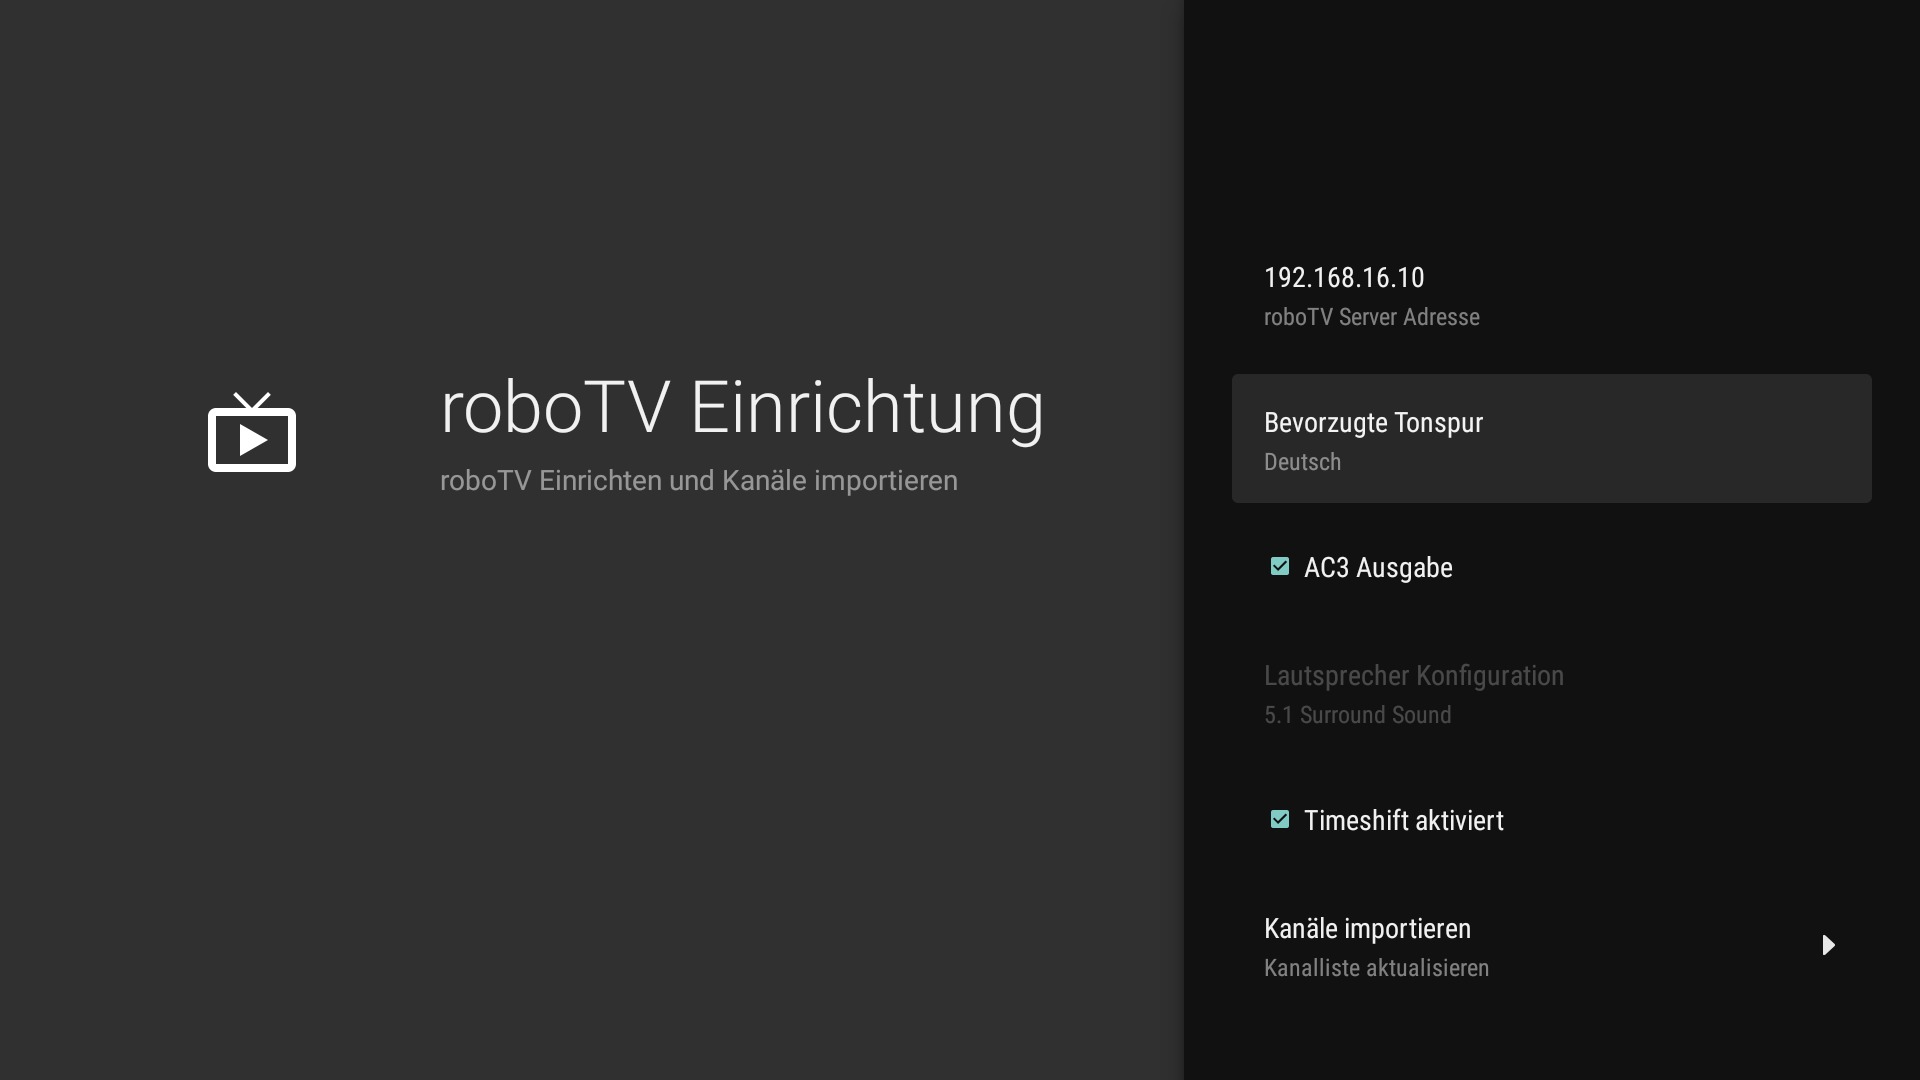 roboTV Einrichtung
roboTV Einrichten und Kanäle importieren
192.168.16.10
roboTV Server Adresse
Bevorzugte Tonspur
Deutsch
AC3 Ausgabe
Lautsprecher Konfiguration
5.1 Surround Sound
Timeshift aktiviert
Kanäle importieren
Kanalliste aktualisieren